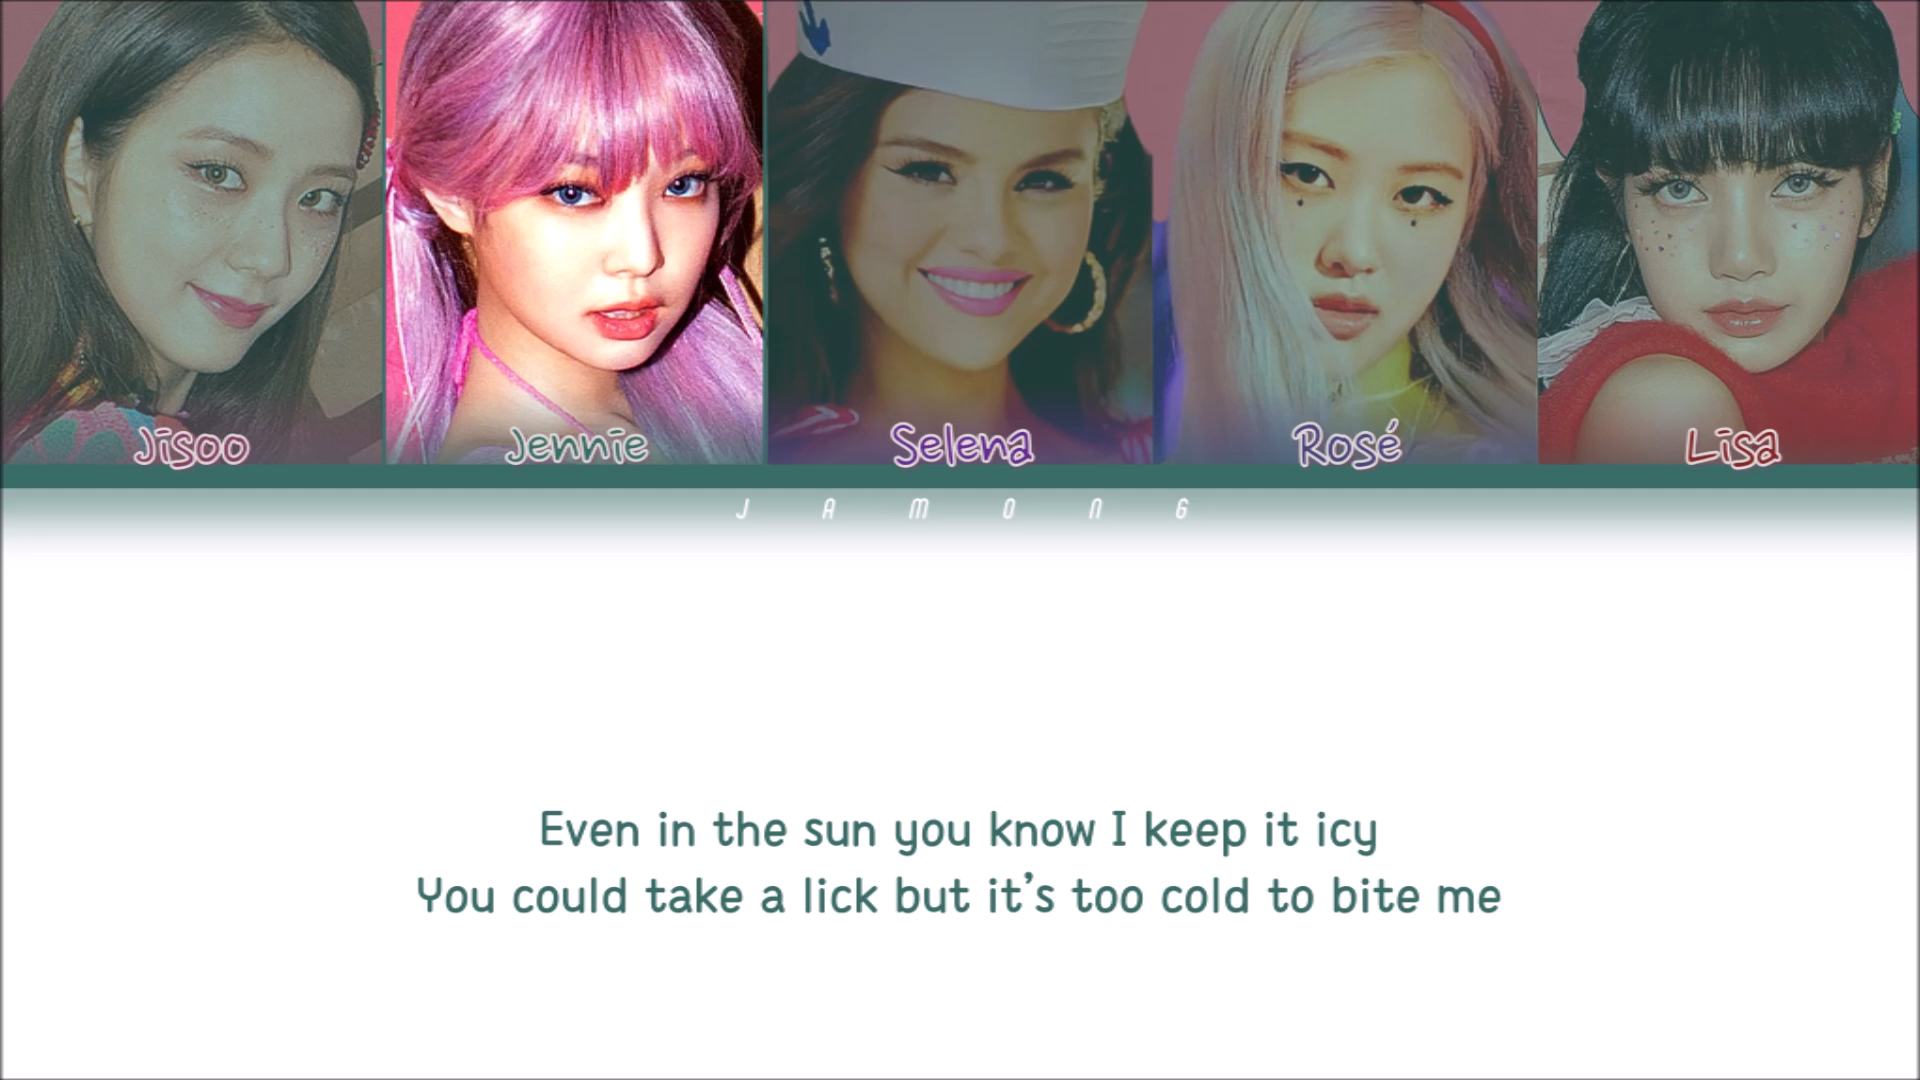 Jisoo Jennie Selena Rosé Lisa
J A M O N G
Even in the sun you know I keep it icy
You could take a lick but it's too cold to bite me